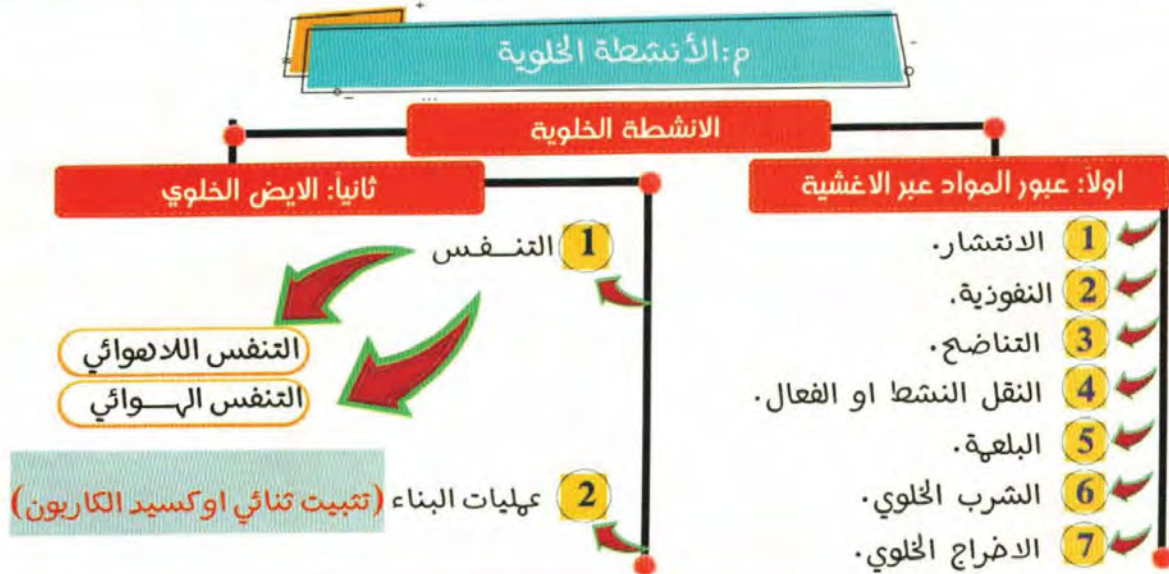 م:الأنشطة الخلوية
الانشطة الخلوية
اولاً: عبور المواد عبر الاغشية
1 الانتشار.
2 النفوذية.
3 التناضح.
4 النقل النشط او الفعال.
5 البلعمة.
6 الشرب الخلوي.
7 الاخراج الخلوي.
ثانياً: الايض الخلوي
1 التنـــفـس
التنفس اللاهوائي
التنفس الهـــوائي
2 عمليات البناء (تثبيت ثنائي اوكسيد الكاربون)